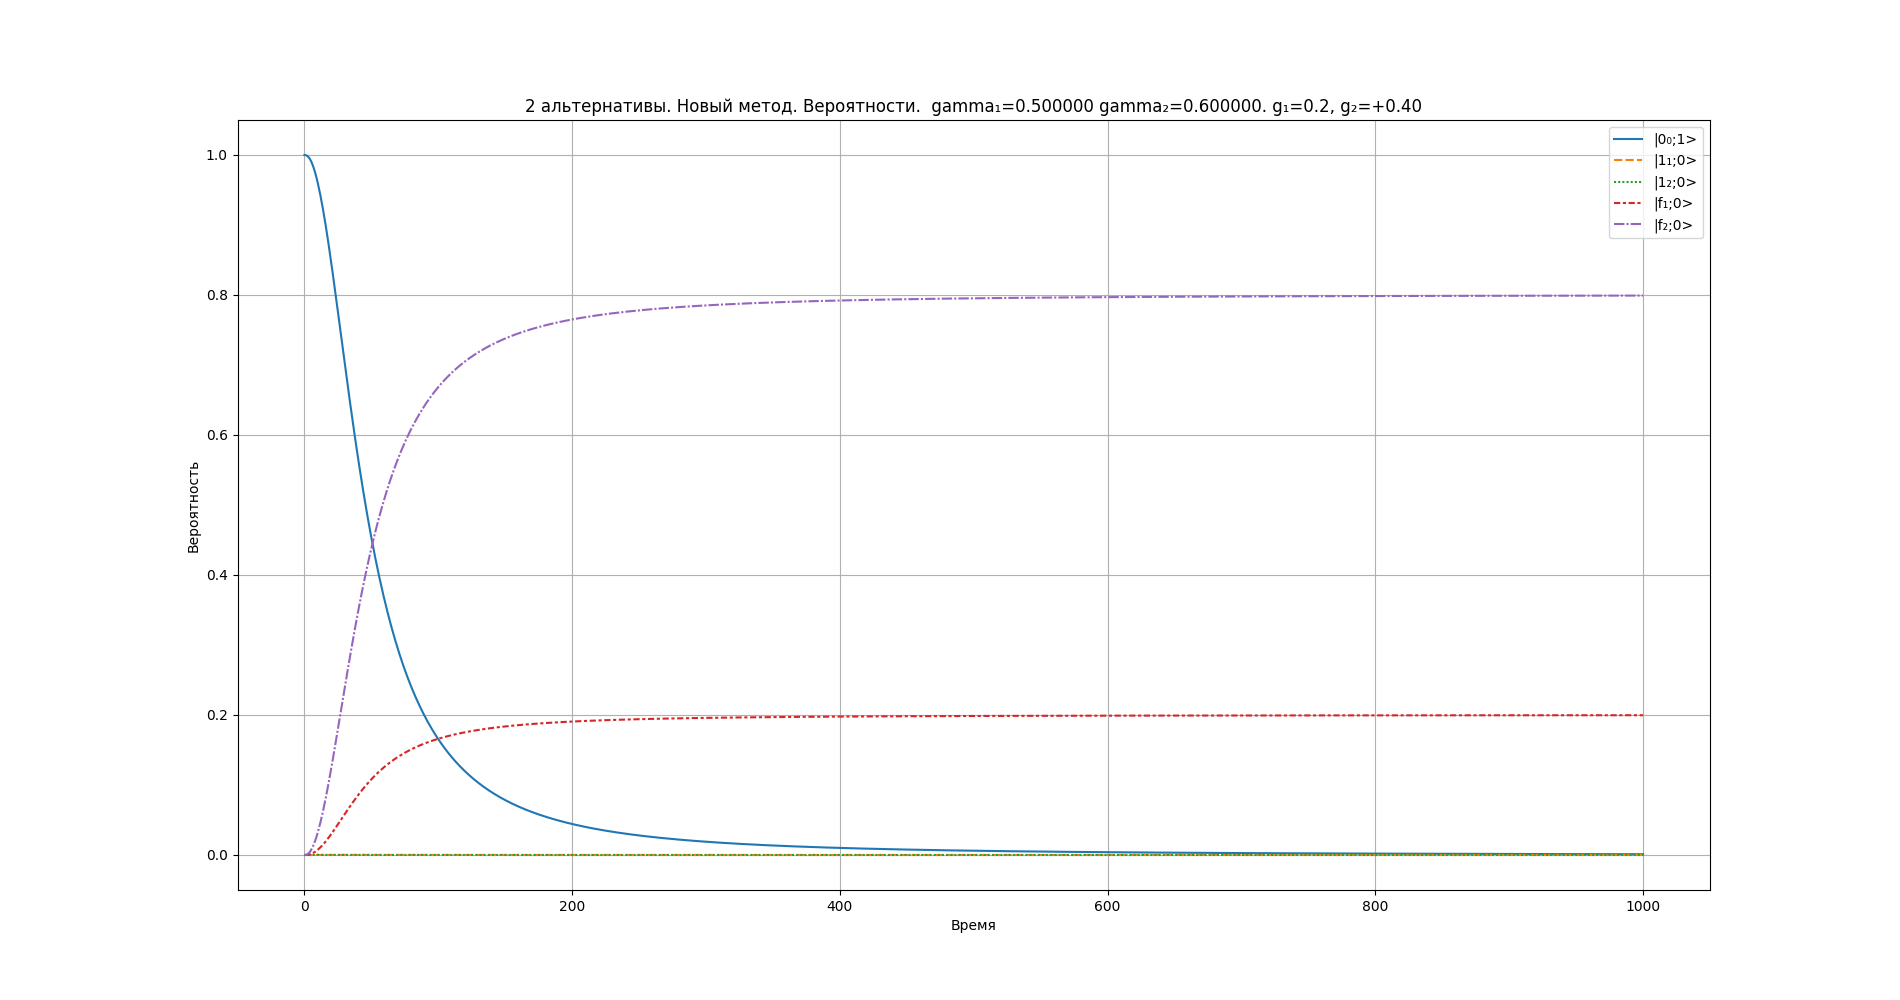 2 альтернативы. Новый метод. Вероятности.  gamma₁=0.500000 gamma₂=0.600000. g₁=0.2, g₂=+0.40
|0₀;1>
|1₁;0>
|1₂;0>
|f₁;0>
|f₂;0>
1.0
0.8
0.6
0.4
0.2
0.0
Вероятность
0 200 400 600 800 1000
Время